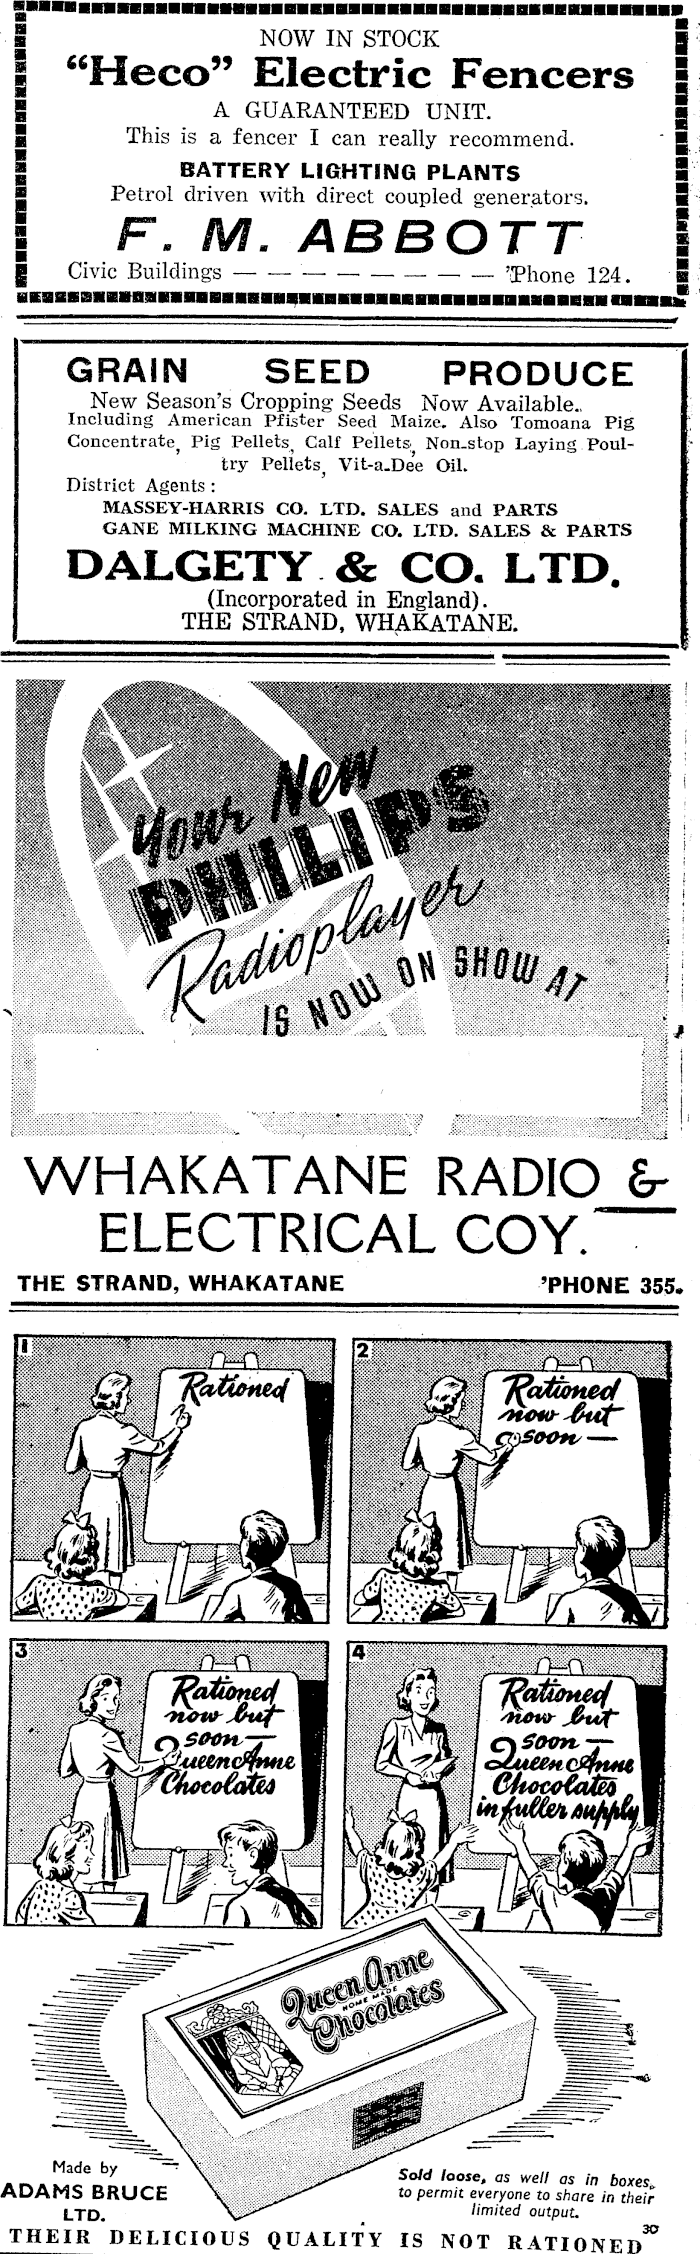 NOW IN STOCK
"Heco" Electric Fencers
A GUARANTEED UNIT.
This is a fencer I can really recommend.
BATTERY LIGHTING PLANTS
Petrol driven with direct coupled generators.
F. M. ABBOTT
Civic Buildings — — — — — — — — 'Phone 124.
GRAIN SEED PRODUCE
New Season's Cropping Seeds Now Available.
Including American Pfister Seed Maize. Also Tomoana Pig
Concentrate, Pig Pellets, Calf Pellets, Non-stop Laying Poul-
try Pellets, Vit-a-Dee Oil.
District Agents:
MASSEY-HARRIS CO. LTD. SALES and PARTS
GANE MILKING MACHINE CO. LTD. SALES & PARTS
DALGETY & CO. LTD.
(Incorporated in England).
THE STRAND, WHAKATANE.
Your New
PHILIPS
Radioplayer
IS NOW ON SHOW AT
WHAKATANE RADIO &
ELECTRICAL COY.
THE STRAND, WHAKATANE 'PHONE 355.
1
Rationed
2
Rationed
now but
soon —
3
Rationed
now but
soon —
Queen Anne
Chocolates
4
Rationed
now but
soon —
Queen Anne
Chocolates
in fuller supply
Queen Anne
HOME MADE
Chocolates
Made by
ADAMS BRUCE
LTD.
Sold loose, as well as in boxes,
to permit everyone to share in their
limited output.
30
THEIR DELICIOUS QUALITY IS NOT RATIONED